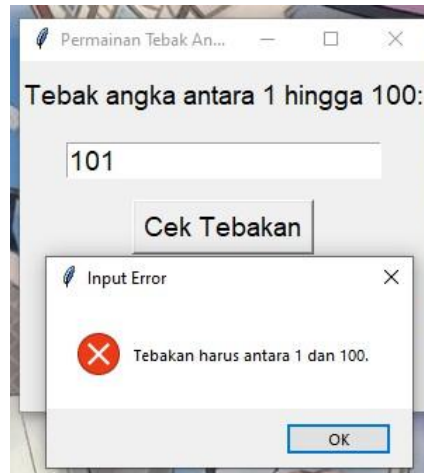 Permainan Tebak An...
Tebak angka antara 1 hingga 100:
101
Cek Tebakan
Input Error
Tebakan harus antara 1 dan 100.
OK